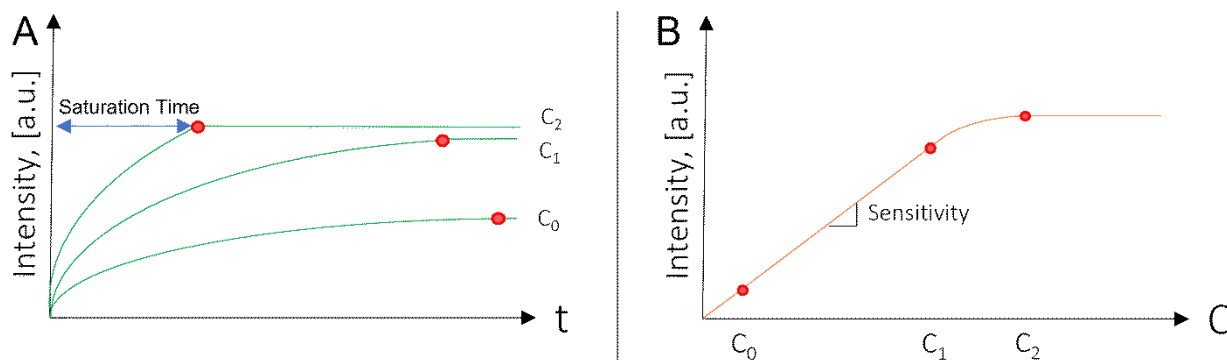 A
Intensity, [a.u.]
Saturation Time
C₂
C₁
C₀
t
B
Intensity, [a.u.]
Sensitivity
C₀
C₁
C₂
C